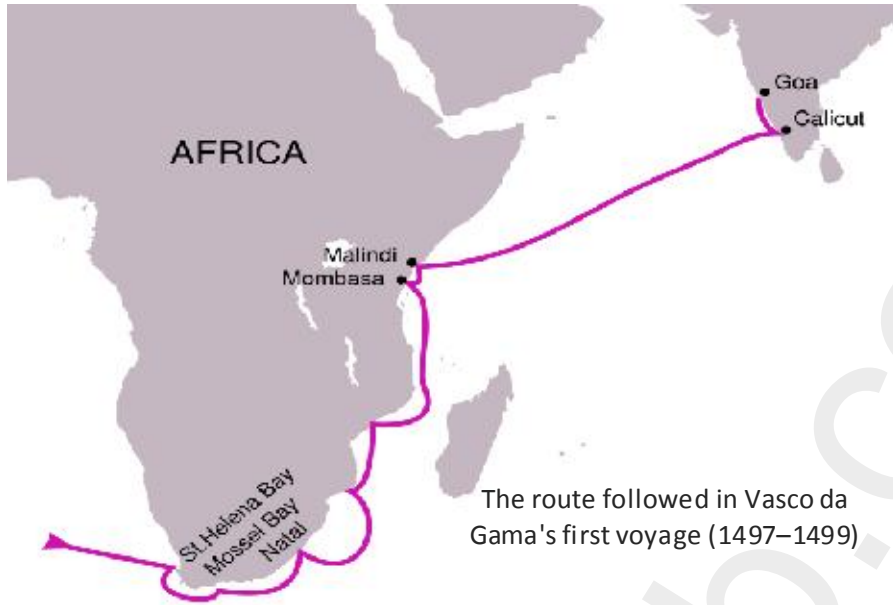 Goa
Calicut
AFRICA
Malindi
Mombasa
St.Helena Bay
Mossel Bay
Natal
The route followed in Vasco da
Gama's first voyage (1497–1499)